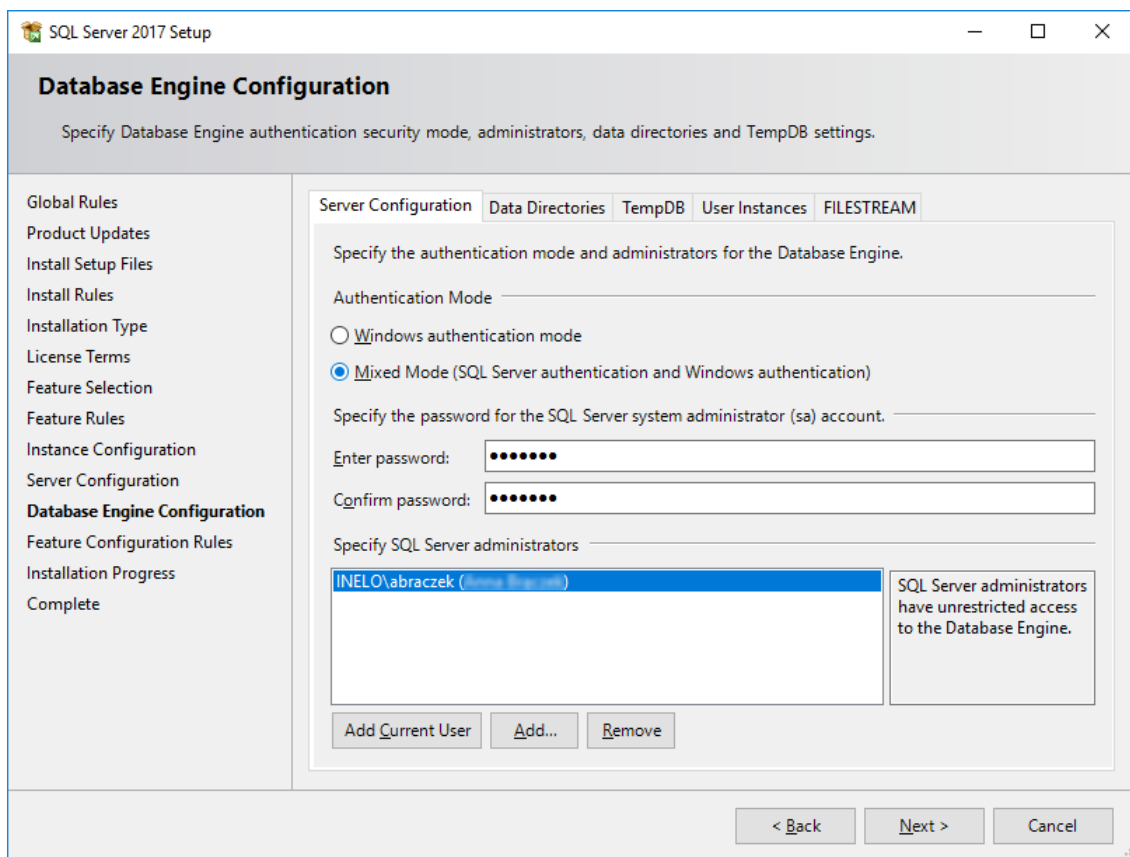 SQL Server 2017 Setup
Database Engine Configuration
Specify Database Engine authentication security mode, administrators, data directories and TempDB settings.
Global Rules
Product Updates
Install Setup Files
Install Rules
Installation Type
License Terms
Feature Selection
Feature Rules
Instance Configuration
Server Configuration
Database Engine Configuration
Feature Configuration Rules
Installation Progress
Complete
Server Configuration Data Directories TempDB User Instances FILESTREAM
Specify the authentication mode and administrators for the Database Engine.
Authentication Mode
Windows authentication mode
Mixed Mode (SQL Server authentication and Windows authentication)
Specify the password for the SQL Server system administrator (sa) account.
Enter password: •••••••
Confirm password: •••••••
Specify SQL Server administrators
INELO\abraczek ( )
SQL Server administrators
have unrestricted access
to the Database Engine.
Add Current User Add... Remove
< Back Next > Cancel